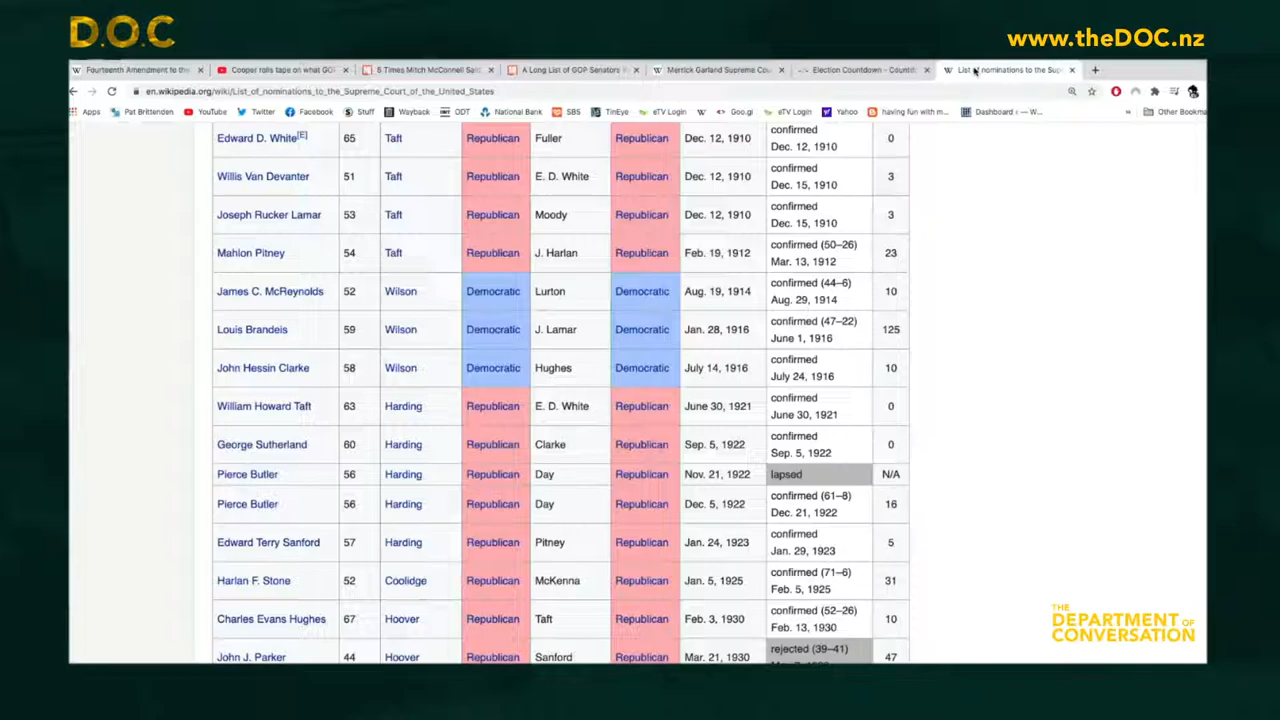 D.O.C
www.theDOC.nz
Fourteenth Amendment to the
Cooper rolls tape on what GO
5 Times Mitch McConnell Said
A Long List of GOP Senators
Merrick Garland Supreme Cou
Election Countdown - Countd
List of nominations to the Sup
en.wikipedia.org/wiki/List_of_nominations_to_the_Supreme_Court_of_the_United_States
Apps Pat Brittenden YouTube Twitter Facebook Stuff Wayback ODT National Bank SBS TinEye eTV Login Goo.gl eTV Login Yahoo having fun with m... Dashboard ‹ — W... » Other Bookma
Edward D. White[E] 65 Taft Republican Fuller Republican Dec. 12, 1910 confirmed Dec. 12, 1910 0
Willis Van Devanter 51 Taft Republican E. D. White Republican Dec. 12, 1910 confirmed Dec. 15, 1910 3
Joseph Rucker Lamar 53 Taft Republican Moody Republican Dec. 12, 1910 confirmed Dec. 15, 1910 3
Mahlon Pitney 54 Taft Republican J. Harlan Republican Feb. 19, 1912 confirmed (50–26) Mar. 13, 1912 23
James C. McReynolds 52 Wilson Democratic Lurton Democratic Aug. 19, 1914 confirmed (44–6) Aug. 29, 1914 10
Louis Brandeis 59 Wilson Democratic J. Lamar Democratic Jan. 28, 1916 confirmed (47–22) June 1, 1916 125
John Hessin Clarke 58 Wilson Democratic Hughes Democratic July 14, 1916 confirmed July 24, 1916 10
William Howard Taft 63 Harding Republican E. D. White Republican June 30, 1921 confirmed June 30, 1921 0
George Sutherland 60 Harding Republican Clarke Republican Sep. 5, 1922 confirmed Sep. 5, 1922 0
Pierce Butler 56 Harding Republican Day Republican Nov. 21, 1922 lapsed N/A
Pierce Butler 56 Harding Republican Day Republican Dec. 5, 1922 confirmed (61–8) Dec. 21, 1922 16
Edward Terry Sanford 57 Harding Republican Pitney Republican Jan. 24, 1923 confirmed Jan. 29, 1923 5
Harlan F. Stone 52 Coolidge Republican McKenna Republican Jan. 5, 1925 confirmed (71–6) Feb. 5, 1925 31
Charles Evans Hughes 67 Hoover Republican Taft Republican Feb. 3, 1930 confirmed (52–26) Feb. 13, 1930 10
John J. Parker 44 Hoover Republican Sanford Republican Mar. 21, 1930 rejected (39–41) 47
THE
DEPARTMENT OF
CONVERSATION